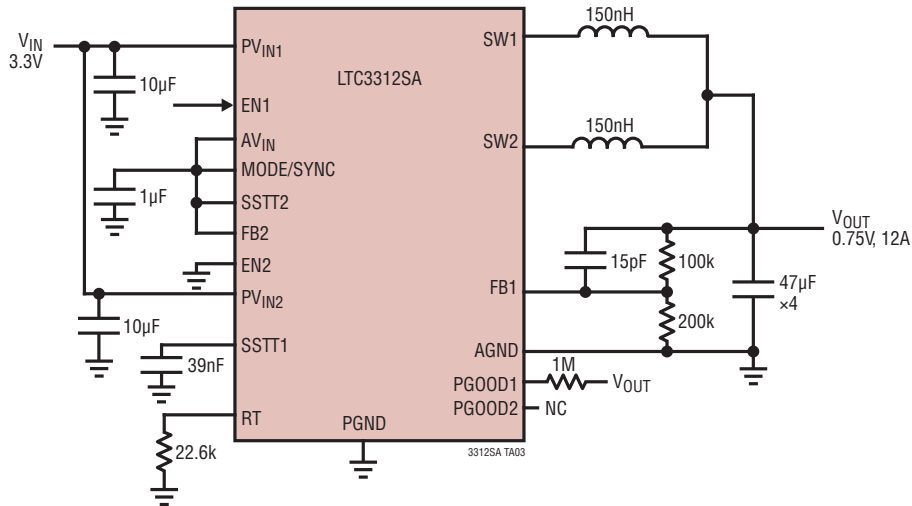 VIN
3.3V
10µF
1µF
10µF
39nF
22.6k
LTC3312SA
PVIN1
EN1
AVIN
MODE/SYNC
SSTT2
FB2
EN2
PVIN2
SSTT1
RT
PGND
SW1
SW2
FB1
AGND
PGOOD1
PGOOD2
150nH
150nH
15pF
100k
200k
VOUT
0.75V, 12A
47µF
×4
1M
VOUT
NC
3312SA TA03